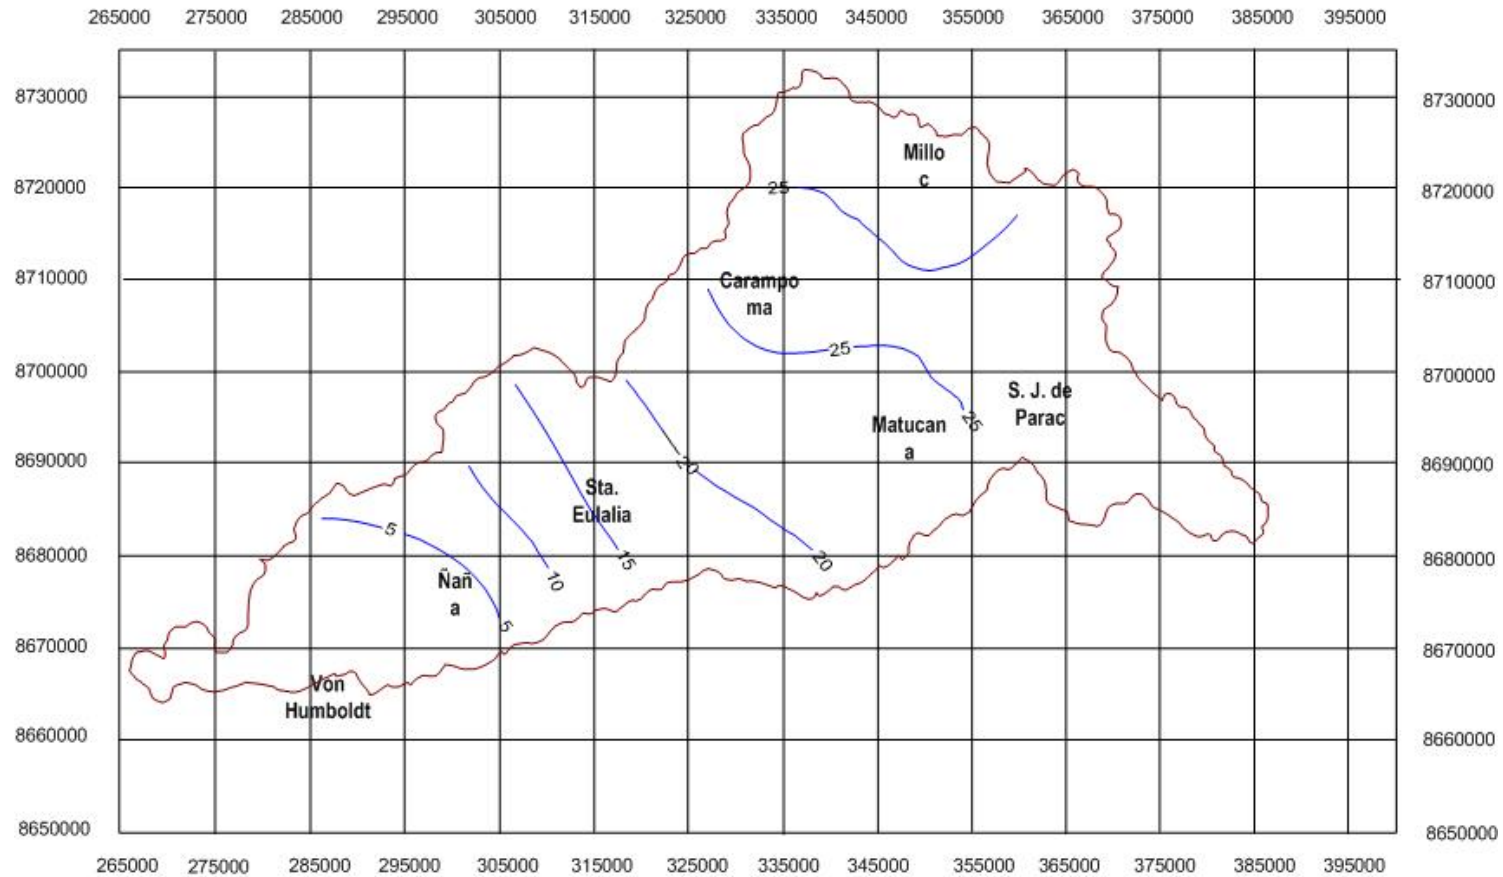 265000 275000 285000 295000 305000 315000 325000 335000 345000 355000 365000 375000 385000 395000
8730000 8730000
Millo
c
8720000 25 8720000
8710000 Carampo 8710000
ma
25
8700000 8700000
S. J. de
Parac
Matucan 25
a
8690000 20 8690000
Sta.
Eulalia
5
8680000 15 20 8680000
Ñañ 10
a
5
8670000 8670000
Von
Humboldt
8660000 8660000
8650000 8650000
265000 275000 285000 295000 305000 315000 325000 335000 345000 355000 365000 375000 385000 395000